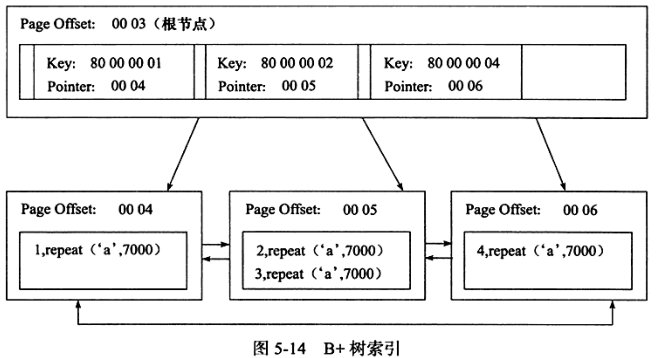 Page Offset: 00 03（根节点）
Key: 80 00 00 01 Key: 80 00 00 02 Key: 80 00 00 04
Pointer: 00 04 Pointer: 00 05 Pointer: 00 06
Page Offset: 00 04 Page Offset: 00 05 Page Offset: 00 06
1,repeat（‘a’,7000） 2,repeat（‘a’,7000） 4,repeat（‘a’,7000）
3,repeat（‘a’,7000）
图 5-14 B+ 树索引